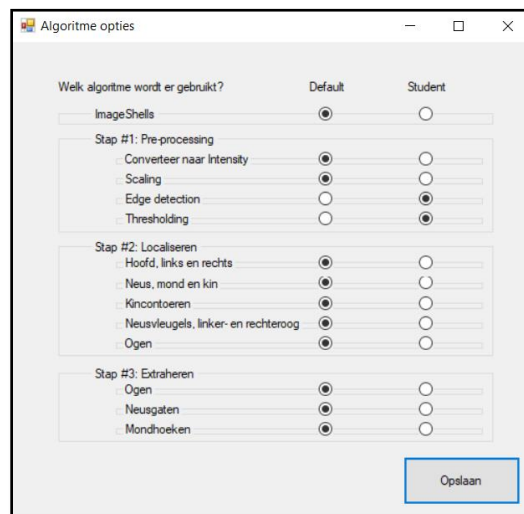 Algoritme opties
Welk algoritme wordt er gebruikt? Default Student
ImageShells
Stap #1: Pre-processing
Converteer naar Intensity
Scaling
Edge detection
Thresholding
Stap #2: Localiseren
Hoofd, links en rechts
Neus, mond en kin
Kincontoeren
Neusvleugels, linker- en rechteroog
Ogen
Stap #3: Extraheren
Ogen
Neusgaten
Mondhoeken
Opslaan